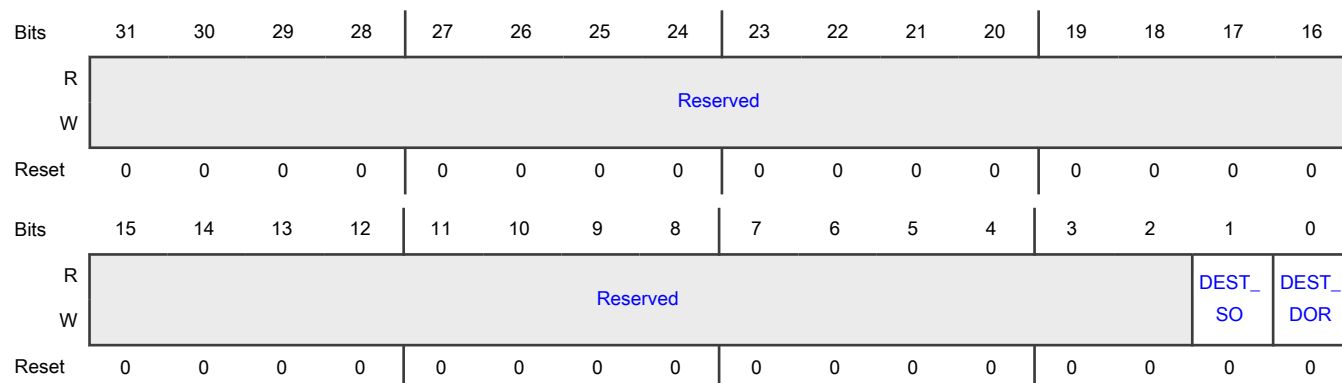 Bits 31 30 29 28 27 26 25 24 23 22 21 20 19 18 17 16
R
Reserved
W
Reset 0 0 0 0 0 0 0 0 0 0 0 0 0 0 0 0
Bits 15 14 13 12 11 10 9 8 7 6 5 4 3 2 1 0
R
Reserved DEST_ SO DEST_ DOR
W
Reset 0 0 0 0 0 0 0 0 0 0 0 0 0 0 0 0